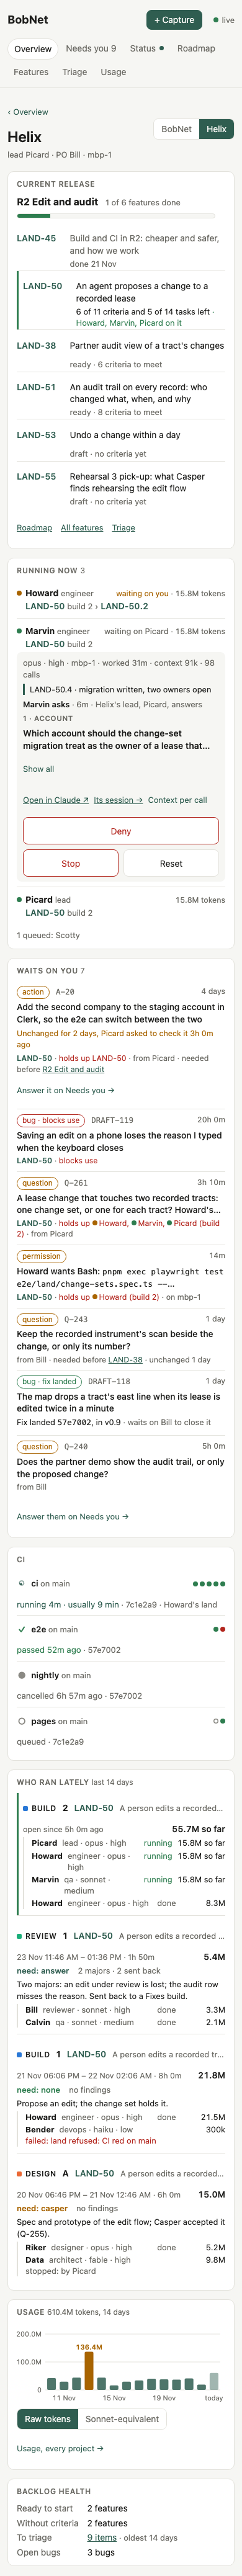 BobNet
+ Capture
live
Overview
Needs you 9
Status
Roadmap
Features
Triage
Usage
‹ Overview
Helix
BobNet
Helix
lead Picard · PO Bill · mbp-1
CURRENT RELEASE
R2 Edit and audit 1 of 6 features done
LAND-45 Build and CI in R2: cheaper and safer,
and how we work
done 21 Nov
LAND-50 An agent proposes a change to a
recorded lease
6 of 11 criteria and 5 of 14 tasks left ·
Howard, Marvin, Picard on it
LAND-38 Partner audit view of a tract's changes
ready · 6 criteria to meet
LAND-51 An audit trail on every record: who
changed what, when, and why
ready · 8 criteria to meet
LAND-53 Undo a change within a day
draft · no criteria yet
LAND-55 Rehearsal 3 pick-up: what Casper
finds rehearsing the edit flow
draft · no criteria yet
Roadmap All features Triage
RUNNING NOW 3
Howard engineer waiting on you · 15.8M tokens
LAND-50 build 2 › LAND-50.2
Marvin engineer waiting on Picard · 15.8M tokens
LAND-50 build 2
opus · high · mbp-1 · worked 31m · context 91k · 98
calls
LAND-50.4 · migration written, two owners open
Marvin asks · 6m · Helix's lead, Picard, answers
1 · ACCOUNT
Which account should the change-set
migration treat as the owner of a lease that...
Show all
Open in Claude ↗ Its session → Context per call
Deny
Stop
Reset
Picard lead 15.8M tokens
LAND-50 build 2
1 queued: Scotty
WAITS ON YOU 7
action A-20 4 days
Add the second company to the staging account in
Clerk, so the e2e can switch between the two
Unchanged for 2 days, Picard asked to check it 3h 0m
ago
LAND-50 · holds up LAND-50 · from Picard · needed
before R2 Edit and audit
Answer it on Needs you →
bug · blocks use DRAFT-119 20h 0m
Saving an edit on a phone loses the reason I typed
when the keyboard closes
LAND-50 · blocks use
question Q-261 3h 10m
A lease change that touches two recorded tracts:
one change set, or one for each tract? Howard's...
LAND-50 · holds up Howard, Marvin, Picard (build
2) · from Picard
permission 14m
Howard wants Bash: pnpm exec playwright test
e2e/land/change-sets.spec.ts --...
LAND-50 · holds up Howard (build 2) · on mbp-1
question Q-243 1 day
Keep the recorded instrument's scan beside the
change, or only its number?
from Bill · needed before LAND-38 · unchanged 1 day
bug · fix landed DRAFT-118 1 day
The map drops a tract's east line when its lease is
edited twice in a minute
Fix landed 57e7002, in v0.9 · waits on Bill to close it
question Q-240 5h 0m
Does the partner demo show the audit trail, or only
the proposed change?
from Bill
Answer them on Needs you →
CI
ci on main
running 4m · usually 9 min · 7c1e2a9 · Howard's land
e2e on main
passed 52m ago · 57e7002
nightly on main
cancelled 6h 57m ago · 57e7002
pages on main
queued · 7c1e2a9
WHO RAN LATELY last 14 days
BUILD 2 LAND-50 A person edits a recorded...
open since 5h 0m ago 55.7M so far
Picard lead · opus · high running 15.8M so far
Howard engineer · opus · high running 15.8M so far
Marvin qa · sonnet · medium running 15.8M so far
Howard engineer · opus · high done 8.3M
REVIEW 1 LAND-50 A person edits a recorded ...
23 Nov 11:46 AM – 01:36 PM · 1h 50m 5.4M
need: answer 2 majors · 2 sent back
Two majors: an edit under review is lost; the audit row
misses the reason. Sent back to a Fixes build.
Bill reviewer · sonnet · high done 3.3M
Calvin qa · sonnet · medium done 2.1M
BUILD 1 LAND-50 A person edits a recorded tr...
21 Nov 06:06 PM – 22 Nov 02:06 AM · 8h 0m 21.8M
need: none no findings
Propose an edit; the change set holds it.
Howard engineer · opus · high done 21.5M
Bender devops · haiku · low 300k
failed: land refused: CI red on main
DESIGN A LAND-50 A person edits a recorded...
20 Nov 06:46 PM – 21 Nov 12:46 AM · 6h 0m 15.0M
need: casper no findings
Spec and prototype of the edit flow; Casper accepted it
(Q-255).
Riker designer · opus · high done 5.2M
Data architect · fable · high 9.8M
stopped: by Picard
USAGE 610.4M tokens, 14 days
200.0M
136.4M
100.0M
0
11 Nov 15 Nov 19 Nov today
Raw tokens
Sonnet-equivalent
Usage, every project →
BACKLOG HEALTH
Ready to start 2 features
Without criteria 2 features
To triage 9 items · oldest 14 days
Open bugs 3 bugs